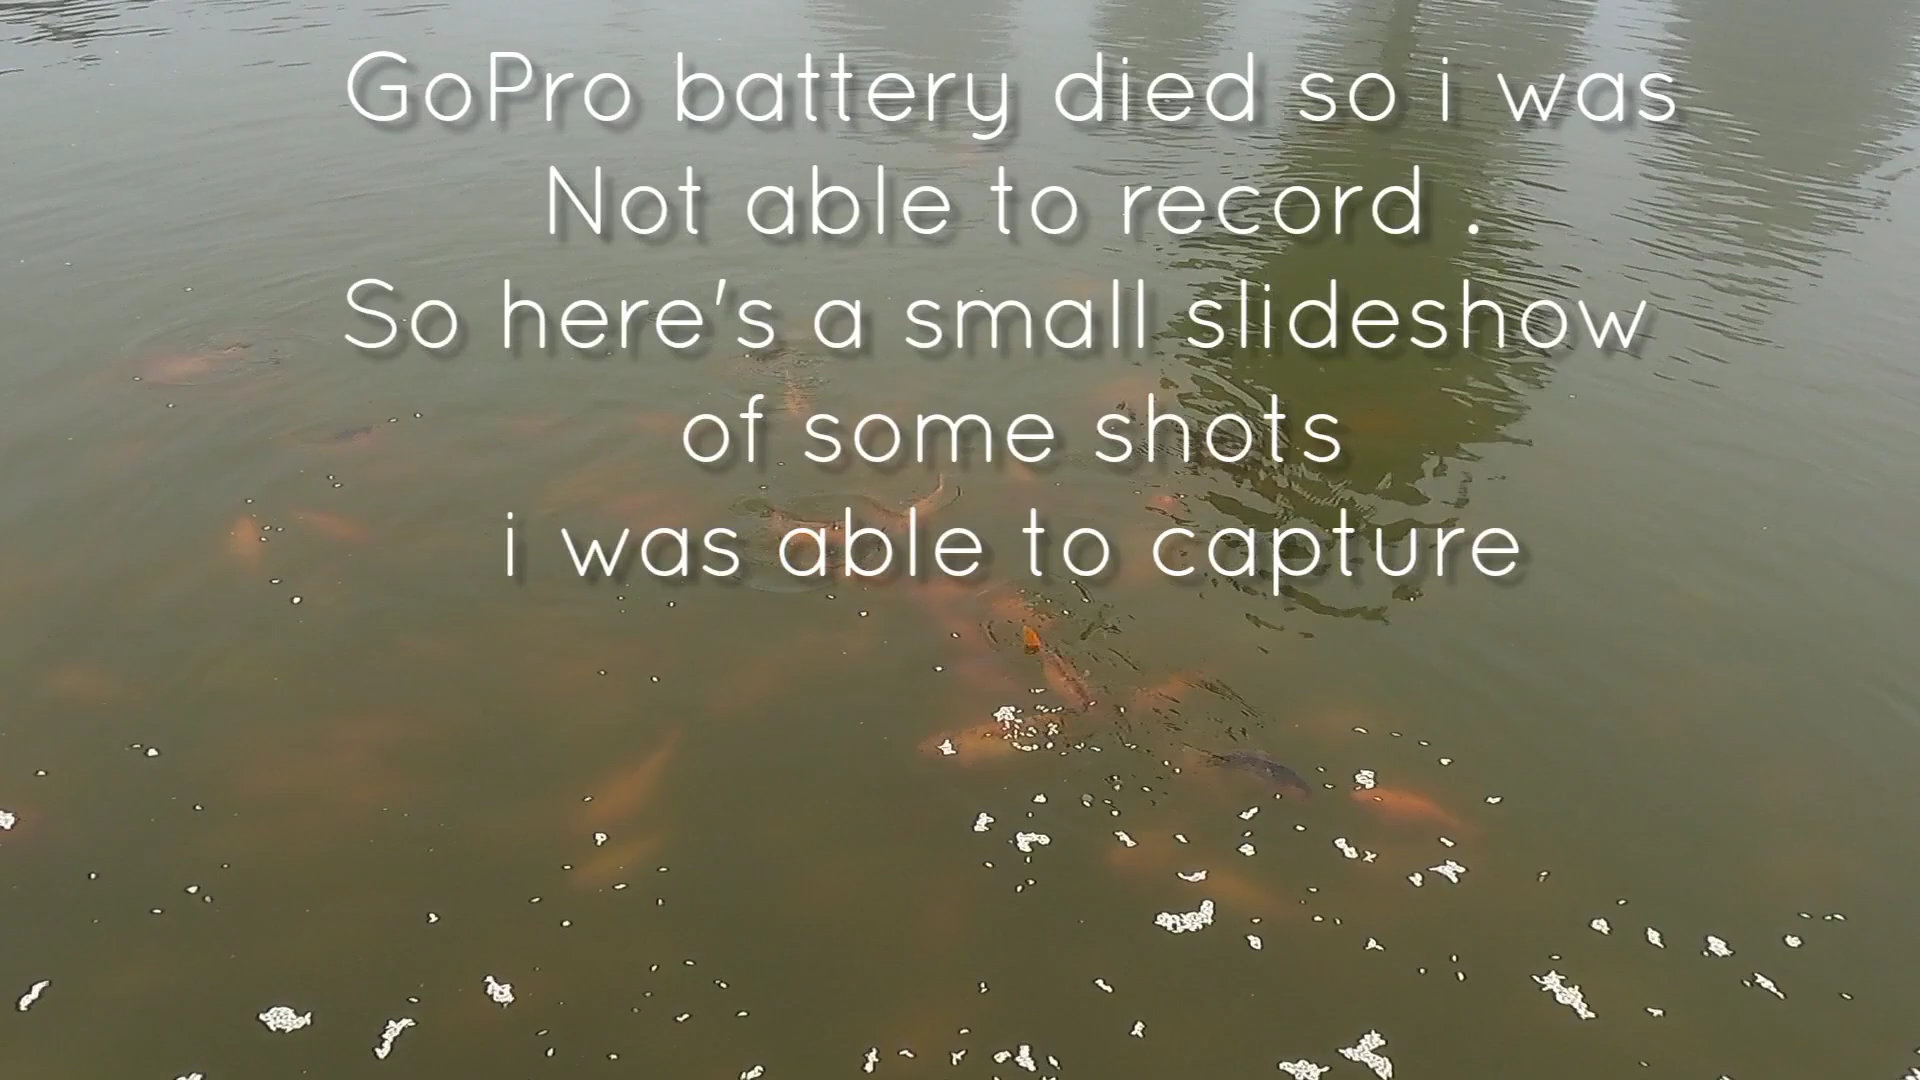 GoPro battery died so i was
Not able to record .
So here's a small slideshow
of some shots
i was able to capture